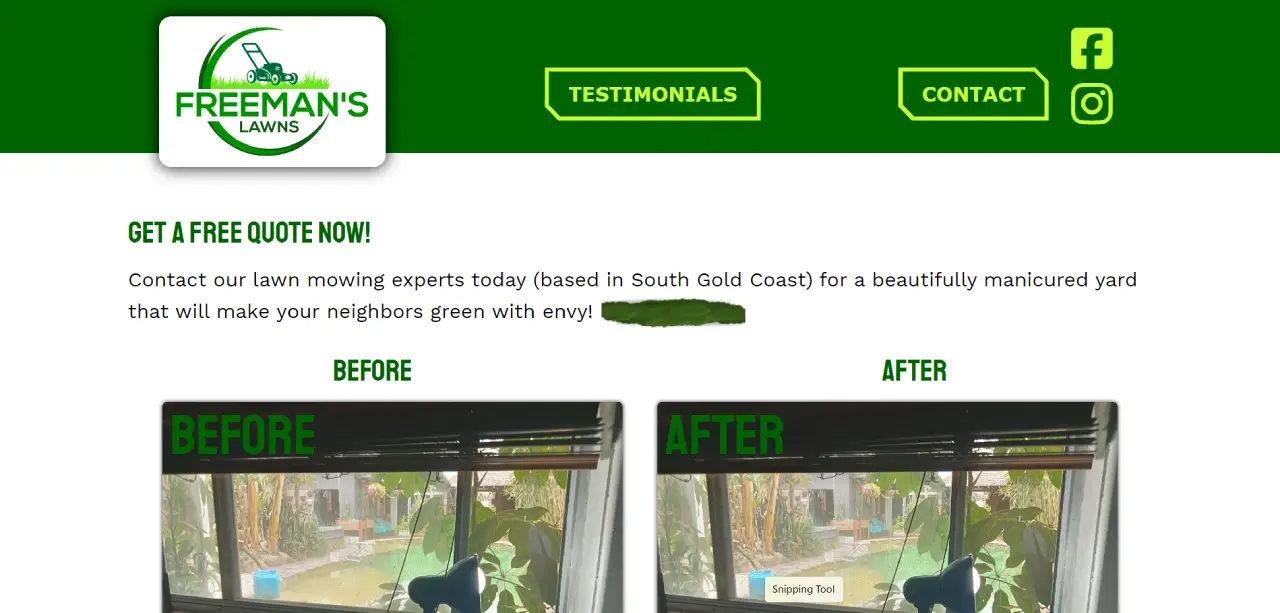 FREEMAN'S
LAWNS
TESTIMONIALS
CONTACT
GET A FREE QUOTE NOW!
Contact our lawn mowing experts today (based in South Gold Coast) for a beautifully manicured yard
that will make your neighbors green with envy!
BEFORE
AFTER
BEFORE
AFTER
Snipping Tool